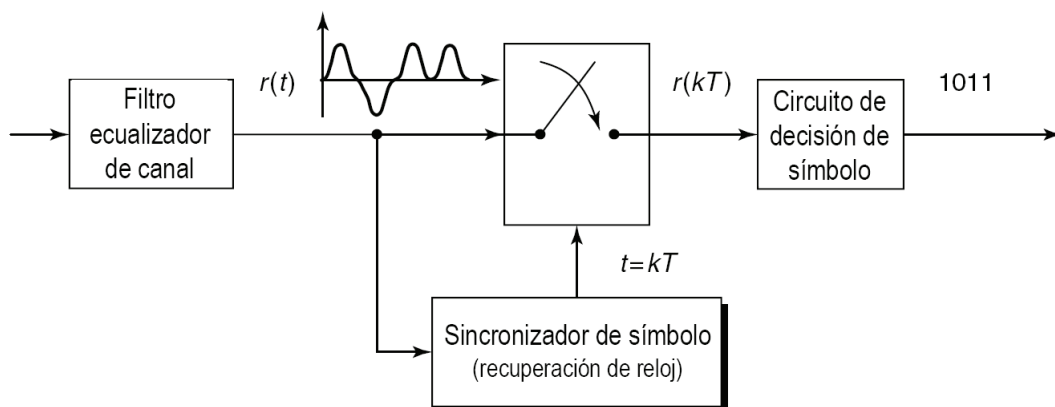 Filtro
ecualizador
de canal
r(t)
r(kT)
Circuito de
decisión de
símbolo
1011
t=kT
Sincronizador de símbolo
(recuperación de reloj)